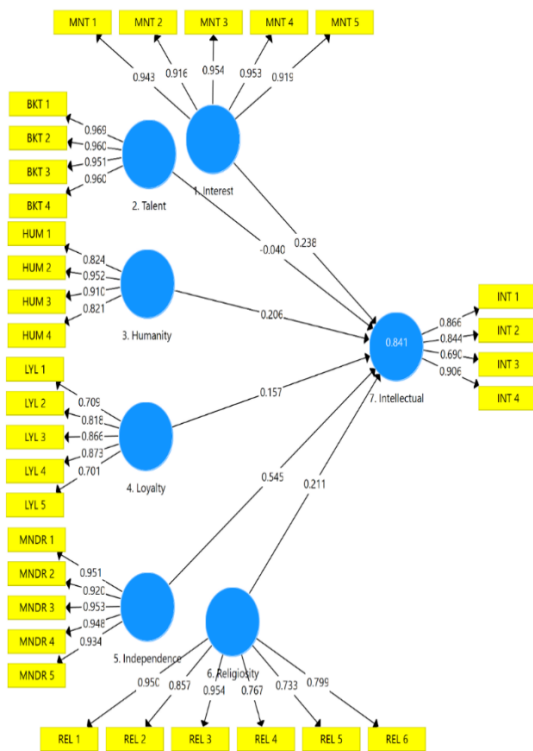 MNT 1 MNT 2 MNT 3 MNT 4 MNT 5
0.943 0.916 0.954 0.953 0.919
1. Interest
BKT 1
BKT 2
BKT 3
BKT 4
0.969
0.960
0.951
0.960
2. Talent
HUM 1
HUM 2
HUM 3
HUM 4
0.824
0.952
0.910
0.821
3. Humanity
LYL 1
LYL 2
LYL 3
LYL 4
LYL 5
0.709
0.818
0.866
0.873
0.701
4. Loyalty
MNDR 1
MNDR 2
MNDR 3
MNDR 4
MNDR 5
0.951
0.920
0.953
0.948
0.934
5. Independence
6. Religiosity
0.950 0.857 0.954 0.767 0.733 0.799
REL 1 REL 2 REL 3 REL 4 REL 5 REL 6
0.238
-0.040
0.206
0.157
0.545
0.211
0.841
7. Intellectual
0.866
0.844
0.690
0.906
INT 1
INT 2
INT 3
INT 4